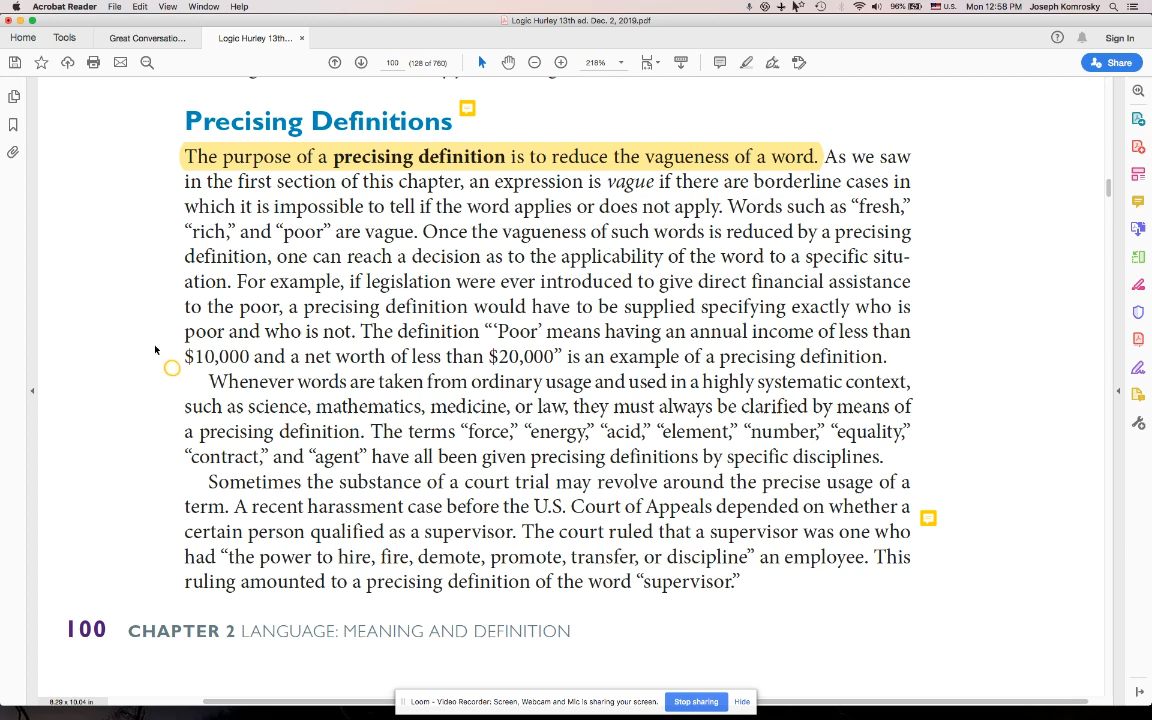 Acrobat Reader File Edit View Window Help 96% U.S. Mon 12:58 PM Joseph Komrosky
Logic Hurley 13th ed. Dec. 2, 2019.pdf
Home Tools Great Conversatio... Logic Hurley 13th... × Sign In
100 (128 of 760) 218% Share
Precising Definitions
The purpose of a precising definition is to reduce the vagueness of a word. As we saw
in the first section of this chapter, an expression is vague if there are borderline cases in
which it is impossible to tell if the word applies or does not apply. Words such as “fresh,”
“rich,” and “poor” are vague. Once the vagueness of such words is reduced by a precising
definition, one can reach a decision as to the applicability of the word to a specific situ-
ation. For example, if legislation were ever introduced to give direct financial assistance
to the poor, a precising definition would have to be supplied specifying exactly who is
poor and who is not. The definition “‘Poor’ means having an annual income of less than
$10,000 and a net worth of less than $20,000” is an example of a precising definition.
Whenever words are taken from ordinary usage and used in a highly systematic context,
such as science, mathematics, medicine, or law, they must always be clarified by means of
a precising definition. The terms “force,” “energy,” “acid,” “element,” “number,” “equality,”
“contract,” and “agent” have all been given precising definitions by specific disciplines.
Sometimes the substance of a court trial may revolve around the precise usage of a
term. A recent harassment case before the U.S. Court of Appeals depended on whether a
certain person qualified as a supervisor. The court ruled that a supervisor was one who
had “the power to hire, fire, demote, promote, transfer, or discipline” an employee. This
ruling amounted to a precising definition of the word “supervisor.”
100 CHAPTER 2 LANGUAGE: MEANING AND DEFINITION
8.29 x 10.04 in
Loom - Video Recorder: Screen, Webcam and Mic is sharing your screen. Stop sharing Hide